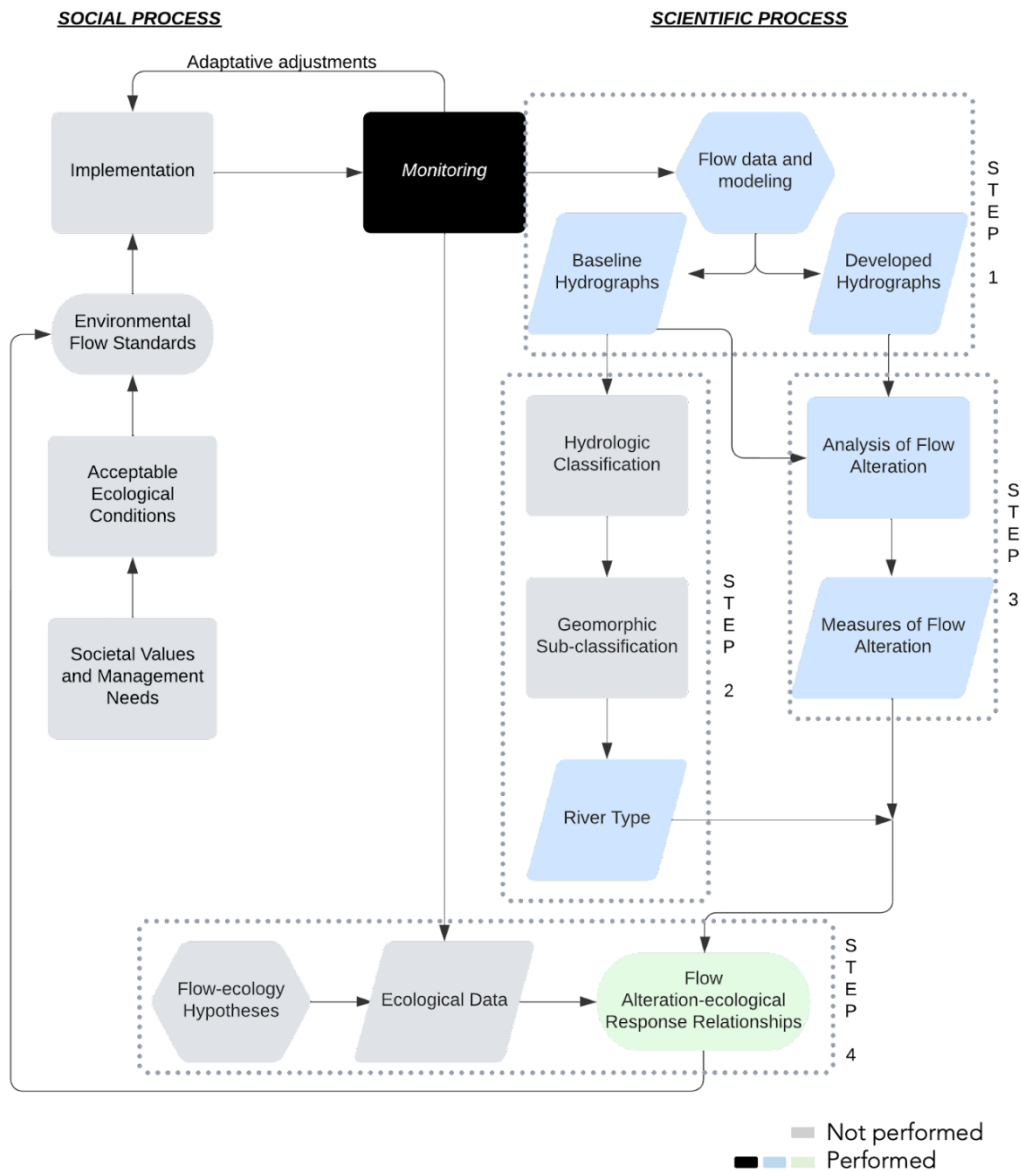 SOCIAL PROCESS
SCIENTIFIC PROCESS
Adaptative adjustments
Implementation
Monitoring
Flow data and
modeling
S
T
E
P
1
Baseline
Hydrographs
Developed
Hydrographs
Environmental
Flow Standards
Hydrologic
Classification
Analysis of Flow
Alteration
Acceptable
Ecological
Conditions
S
T
E
P
3
Geomorphic
Sub-classification
S
T
E
P
2
Measures of Flow
Alteration
Societal Values
and Management
Needs
River Type
Flow-ecology
Hypotheses
Ecological Data
Flow
Alteration-ecological
Response Relationships
S
T
E
P
4
Not performed
Performed